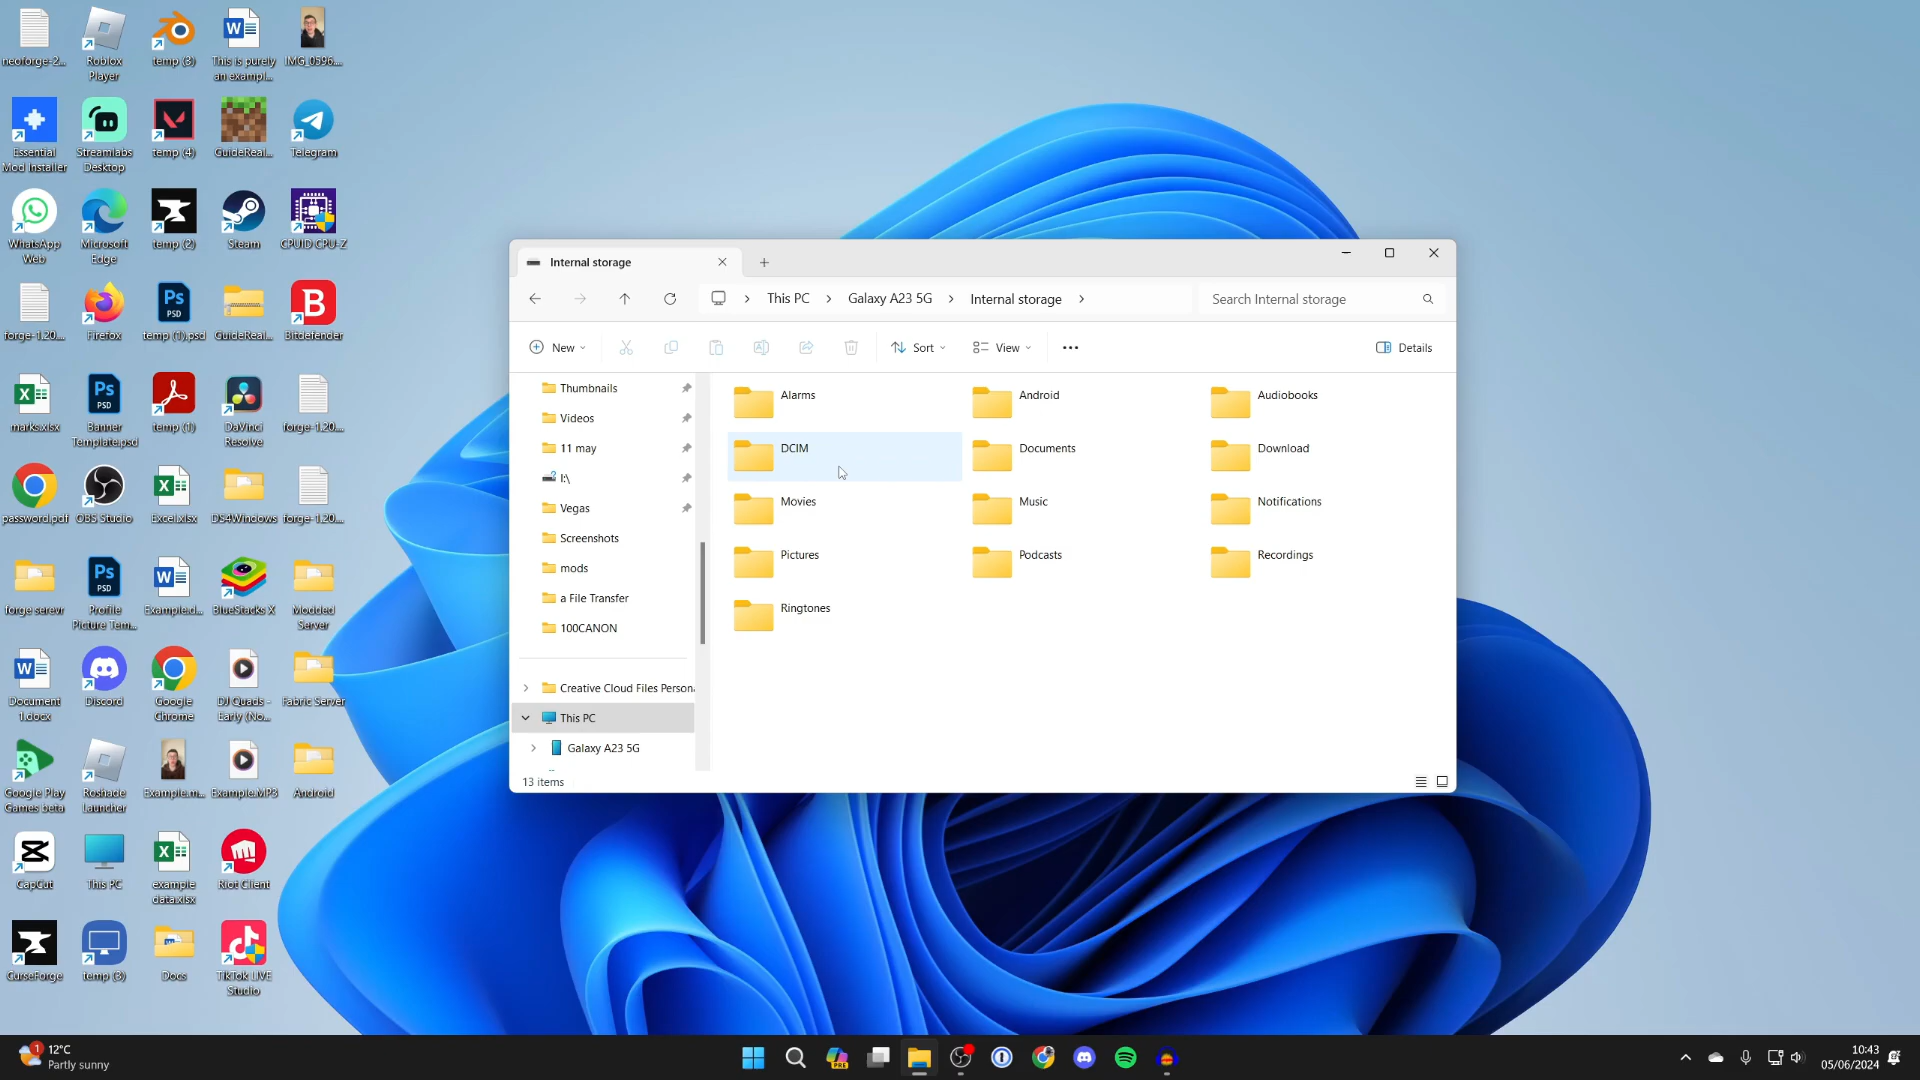 neoforge-2...
Roblox
Player
temp (3)
This is purely
an exampl...
IMG_0596....
Essential
Mod Installer
Streamlabs
Desktop
temp (4)
GuideReal...
Telegram
WhatsApp
Web
Microsoft
Edge
temp (2)
Steam
CPUID CPU-Z
forge-1.20....
Firefox
temp (1).psd
GuideReal...
Bitdefender
marks.xlsx
Banner
Template.psd
temp (1)
DaVinci
Resolve
forge-1.20....
password.pdf
OBS Studio
Excel.xlsx
DS4Windows
forge-1.20....
forge serevr
Profile
Picture Tem...
Example.d...
BlueStacks X
Modded
Server
Document
1.docx
Discord
Google
Chrome
DJ Quads -
Early (No...
Fabric Server
Google Play
Games beta
Roshade
Launcher
Example.m...
Example.MP3
Android
CapCut
This PC
example
data.xlsx
Riot Client
CurseForge
temp (3)
Docs
TikTok LIVE
Studio
Internal storage
This PC
Galaxy A23 5G
Internal storage
Search Internal storage
New
Sort
View
Details
Thumbnails
Videos
11 may
I:\
Vegas
Screenshots
mods
a File Transfer
100CANON
Creative Cloud Files Person
This PC
Galaxy A23 5G
Alarms
Android
Audiobooks
DCIM
Documents
Download
Movies
Music
Notifications
Pictures
Podcasts
Recordings
Ringtones
13 items
1
12°C
Partly sunny
PRE
10:43
05/06/2024